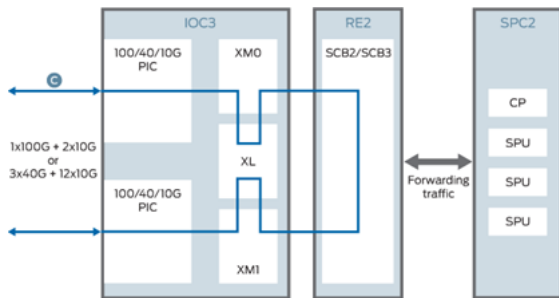 IOC3
RE2
SPC2
100/40/10G
PIC
XM0
SCB2/SCB3
C
1x100G + 2x10G
or
3x40G + 12x10G
XL
100/40/10G
PIC
XM1
Forwarding
traffic
CP
SPU
SPU
SPU